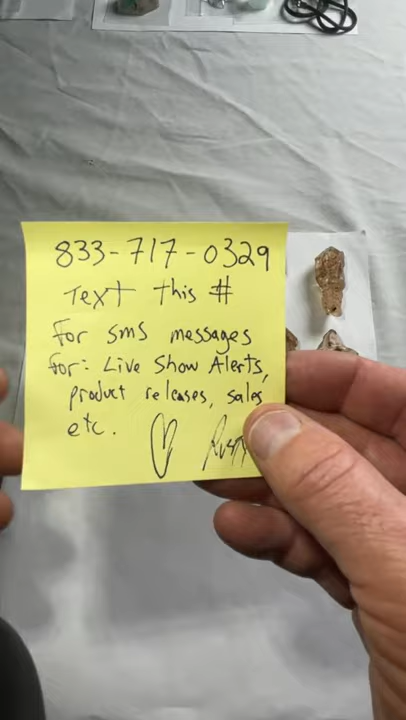 833-717-0329
Text this #
for sms messages
for: Live Show Alerts,
product releases, sales
etc.